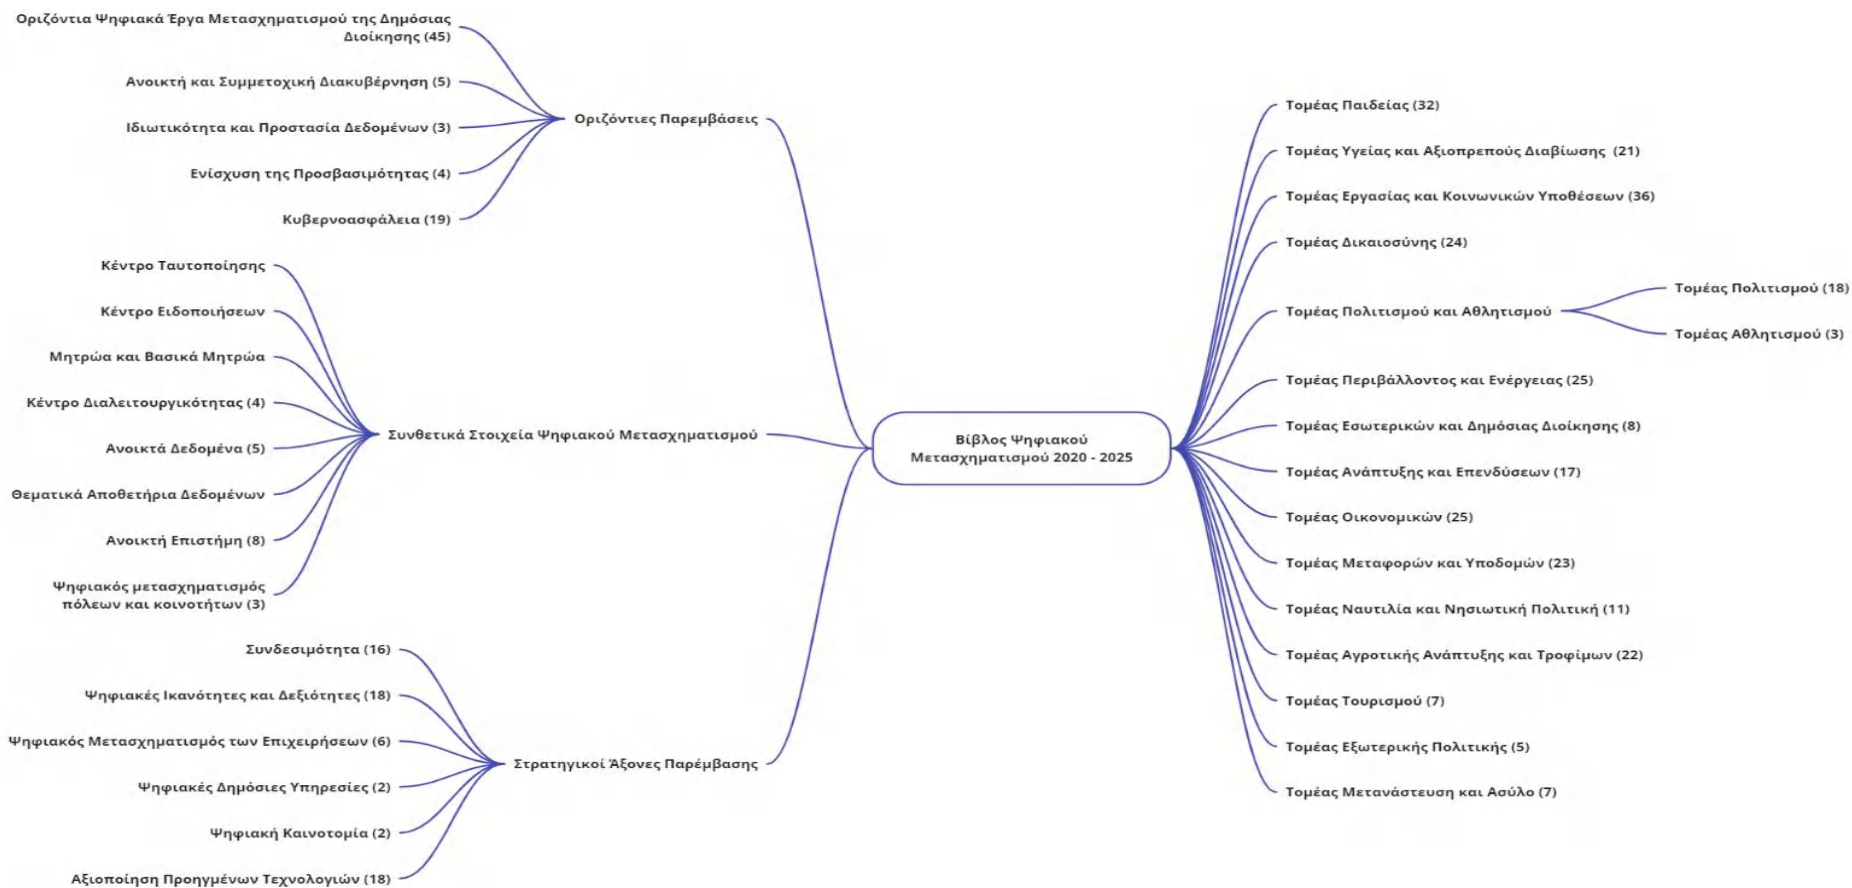 Οριζόντια Ψηφιακά Έργα Μετασχηματισμού της Δημόσιας
Διοίκησης (45)
Ανοικτή και Συμμετοχική Διακυβέρνηση (5)
Ιδιωτικότητα και Προστασία Δεδομένων (3)
Ενίσχυση της Προσβασιμότητας (4)
Κυβερνοασφάλεια (19)
Οριζόντιες Παρεμβάσεις
Κέντρο Ταυτοποίησης
Κέντρο Ειδοποιήσεων
Μητρώα και Βασικά Μητρώα
Κέντρο Διαλειτουργικότητας (4)
Ανοικτά Δεδομένα (5)
Θεματικά Αποθετήρια Δεδομένων
Ανοικτή Επιστήμη (8)
Ψηφιακός μετασχηματισμός
πόλεων και κοινοτήτων (3)
Συνθετικά Στοιχεία Ψηφιακού Μετασχηματισμού
Συνδεσιμότητα (16)
Ψηφιακές Ικανότητες και Δεξιότητες (18)
Ψηφιακός Μετασχηματισμός των Επιχειρήσεων (6)
Ψηφιακές Δημόσιες Υπηρεσίες (2)
Ψηφιακή Καινοτομία (2)
Αξιοποίηση Προηγμένων Τεχνολογιών (18)
Στρατηγικοί Άξονες Παρέμβασης
Βίβλος Ψηφιακού
Μετασχηματισμού 2020 - 2025
Τομέας Παιδείας (32)
Τομέας Υγείας και Αξιοπρεπούς Διαβίωσης (21)
Τομέας Εργασίας και Κοινωνικών Υποθέσεων (36)
Τομέας Δικαιοσύνης (24)
Τομέας Πολιτισμού και Αθλητισμού
Τομέας Πολιτισμού (18)
Τομέας Αθλητισμού (3)
Τομέας Περιβάλλοντος και Ενέργειας (25)
Τομέας Εσωτερικών και Δημόσιας Διοίκησης (8)
Τομέας Ανάπτυξης και Επενδύσεων (17)
Τομέας Οικονομικών (25)
Τομέας Μεταφορών και Υποδομών (23)
Τομέας Ναυτιλία και Νησιωτική Πολιτική (11)
Τομέας Αγροτικής Ανάπτυξης και Τροφίμων (22)
Τομέας Τουρισμού (7)
Τομέας Εξωτερικής Πολιτικής (5)
Τομέας Μετανάστευση και Ασύλο (7)